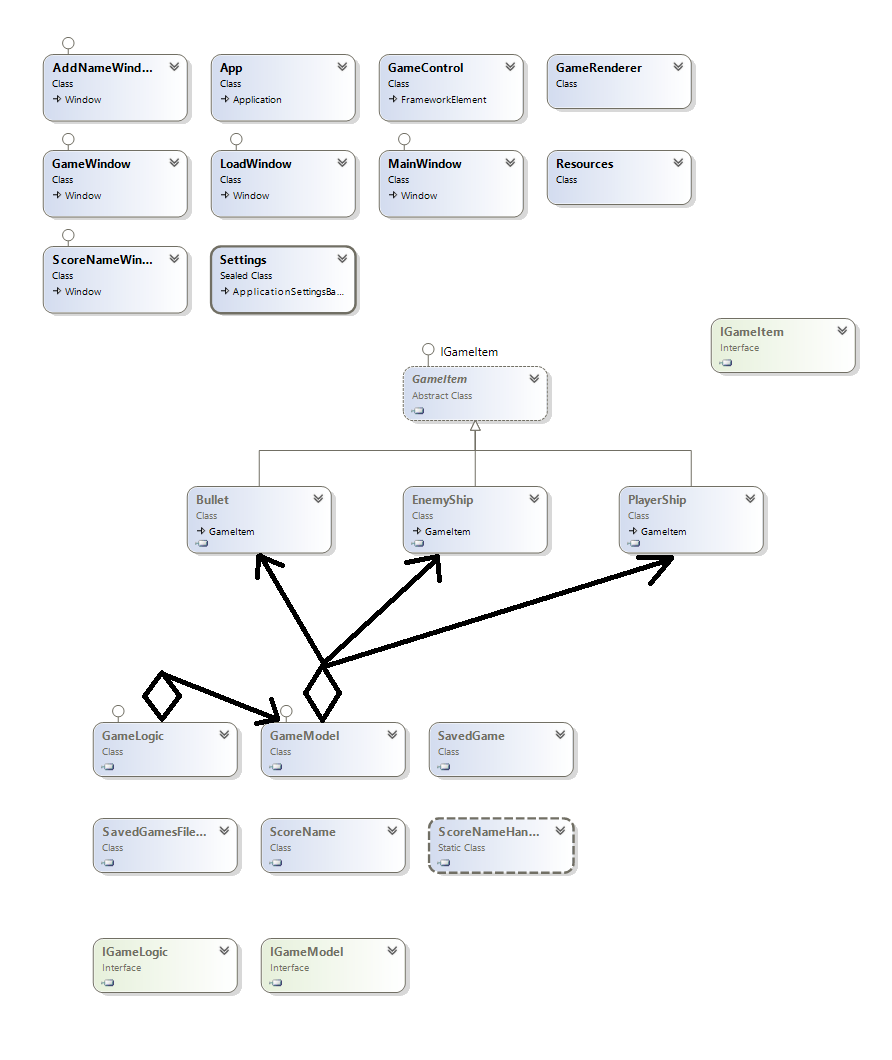 AddNameWind...
Class
Window
App
Class
Application
GameControl
Class
FrameworkElement
GameRenderer
Class
GameWindow
Class
Window
LoadWindow
Class
Window
MainWindow
Class
Window
Resources
Class
ScoreNameWin...
Class
Window
Settings
Sealed Class
ApplicationSettingsBa...
IGameItem
Interface
IGameItem
GameItem
Abstract Class
Bullet
Class
GameItem
EnemyShip
Class
GameItem
PlayerShip
Class
GameItem
GameLogic
Class
GameModel
Class
SavedGame
Class
SavedGamesFile...
Class
ScoreName
Class
ScoreNameHan...
Static Class
IGameLogic
Interface
IGameModel
Interface